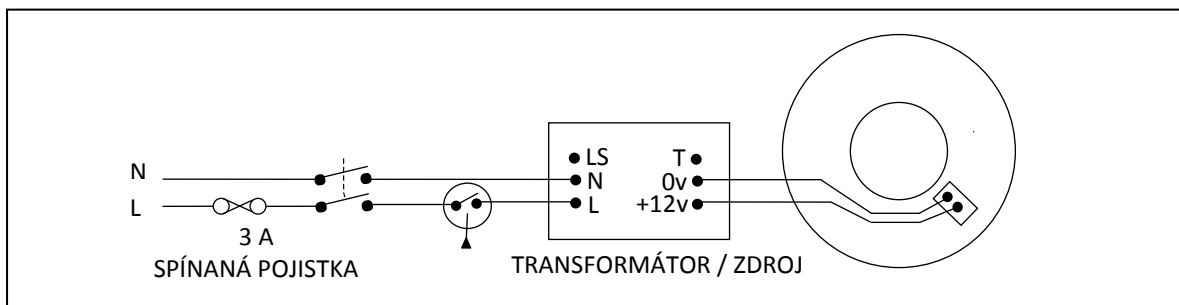 LS T
N N 0v
L L +12v
3 A
SPÍNANÁ POJISTKA TRANSFORMÁTOR / ZDROJ